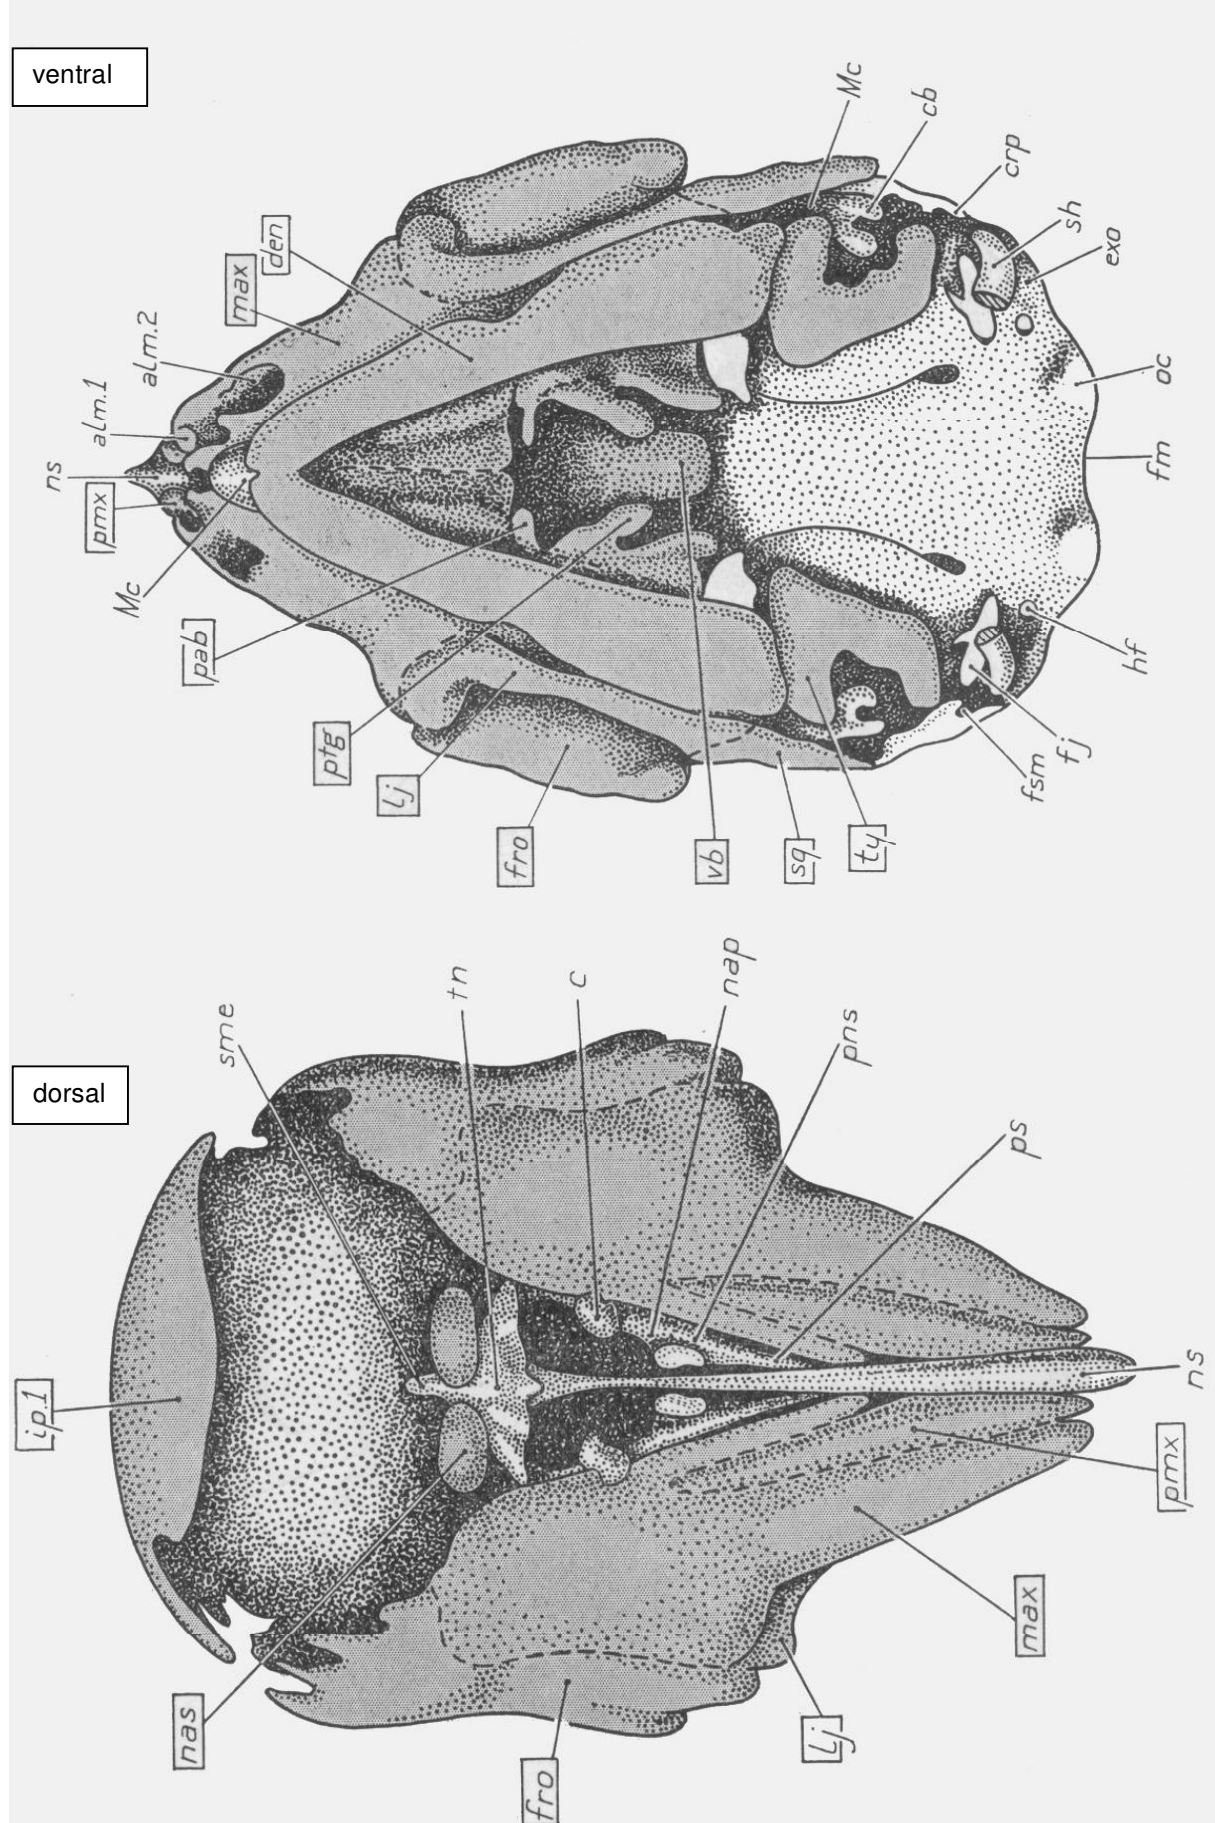 ventral
Mc
cb
crp
sh
exo
oc
fm
hf
fj
fsm
den
max
alm.2
alm.1
ns
pmx
Mc
pab
ptg
lj
fro
vb
sq
ty
dorsal
sme
tn
c
nap
pns
ps
ns
pmx
max
lj
fro
nas
ip.1